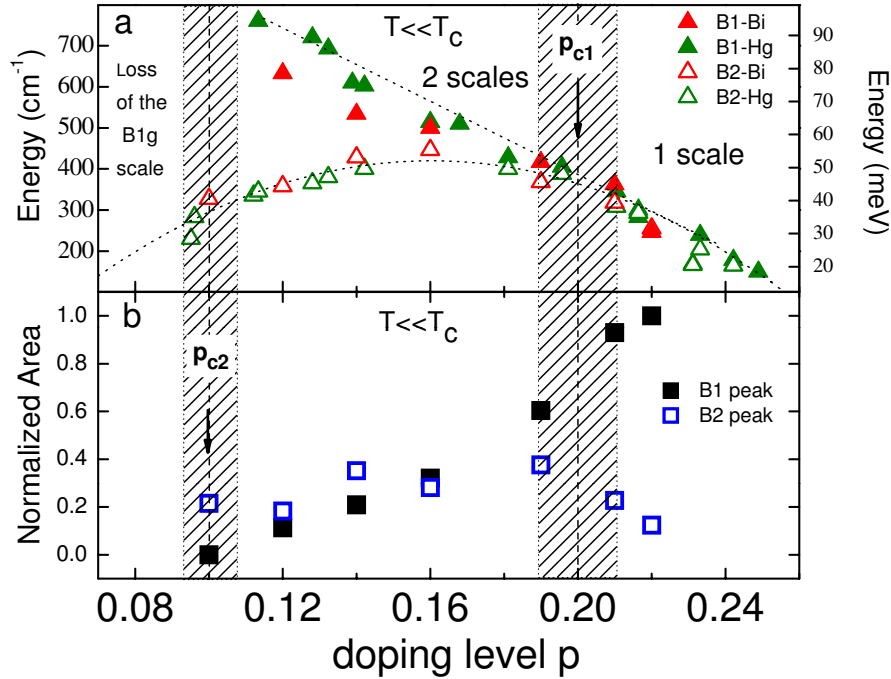 a
T<<Tc
B1-Bi
B1-Hg
B2-Bi
B2-Hg
pc1
2 scales
1 scale
Loss
of the
B1g
scale
Energy (cm-1)
700
600
500
400
300
200
90
80
70
60
50
40
30
20
Energy (meV)
b
T<<Tc
pc2
B1 peak
B2 peak
Normalized Area
1.0
0.8
0.6
0.4
0.2
0.0
0.08
0.12
0.16
0.20
0.24
doping level p